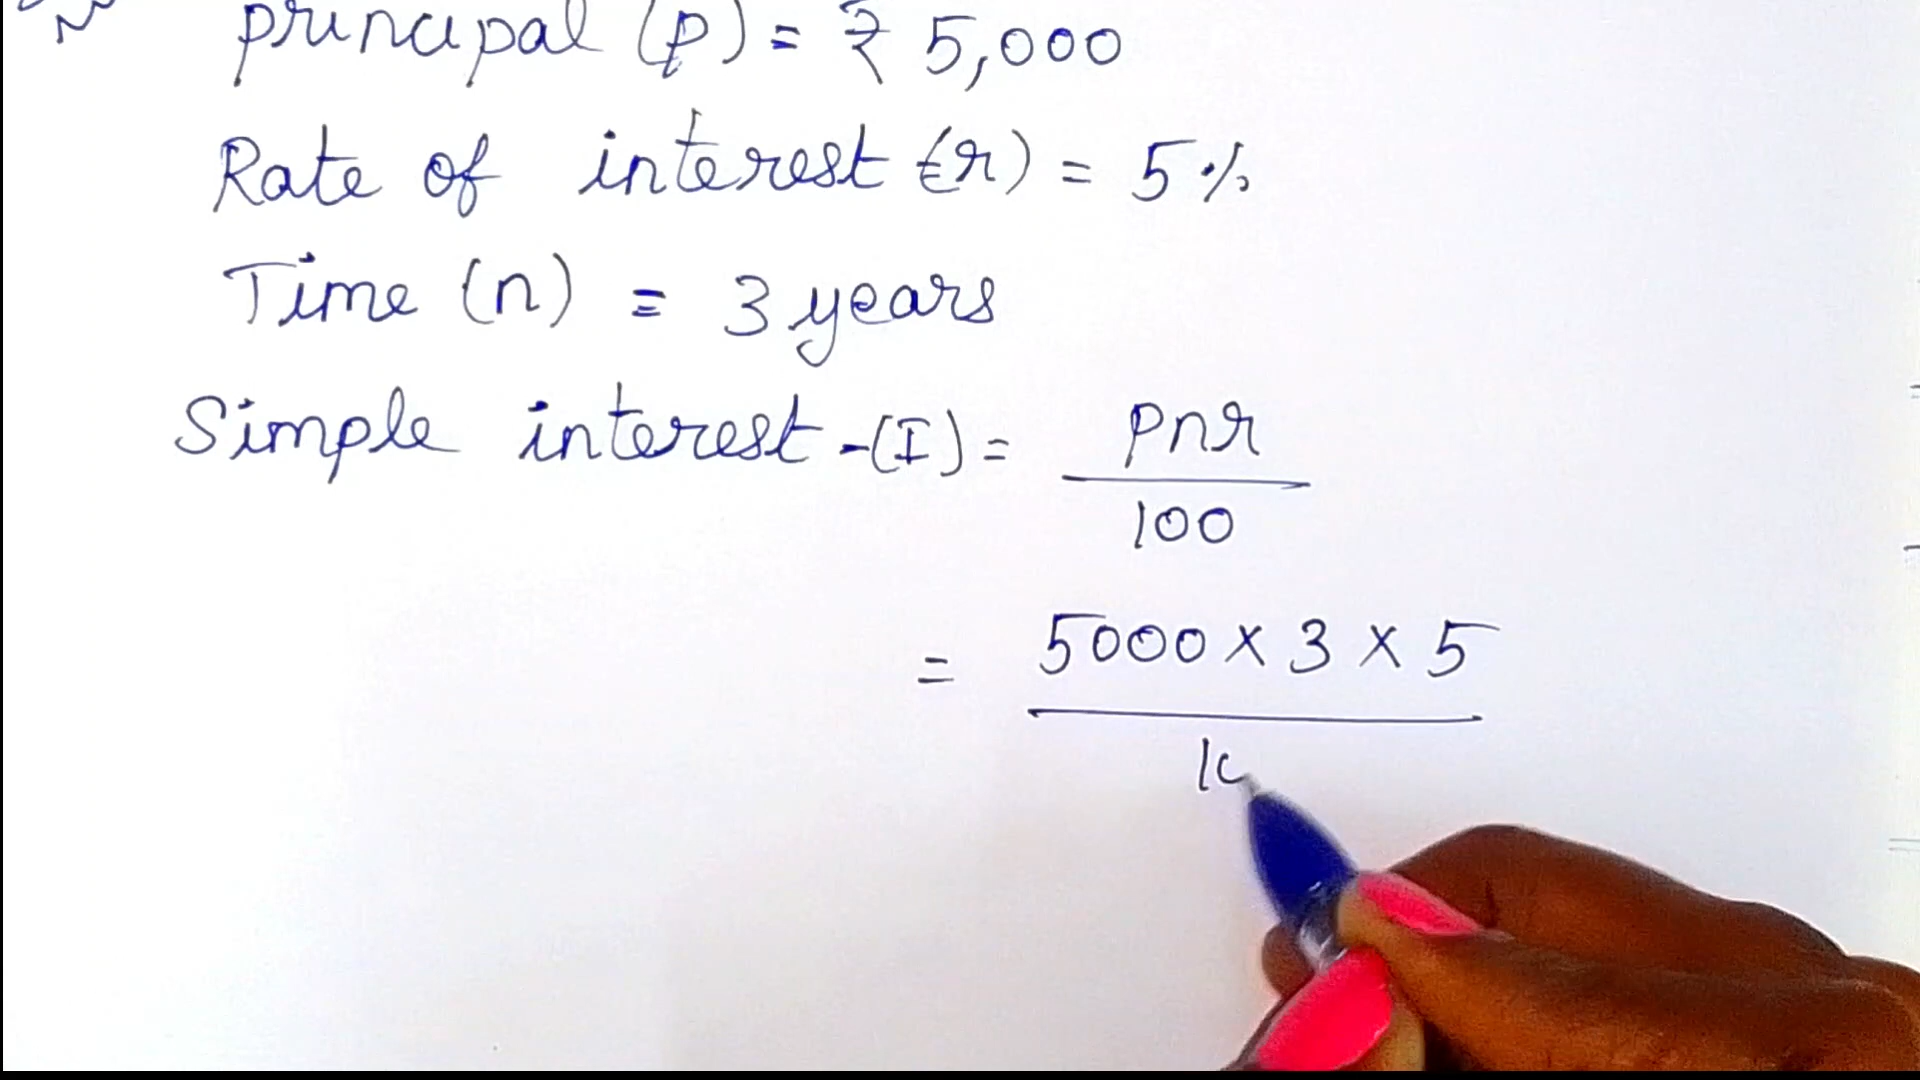 principal (p) = ₹ 5,000
Rate of interest (r) = 5%
Time (n) = 3 years
Simple interest -(I) = pnr
100
= 5000 x 3 x 5